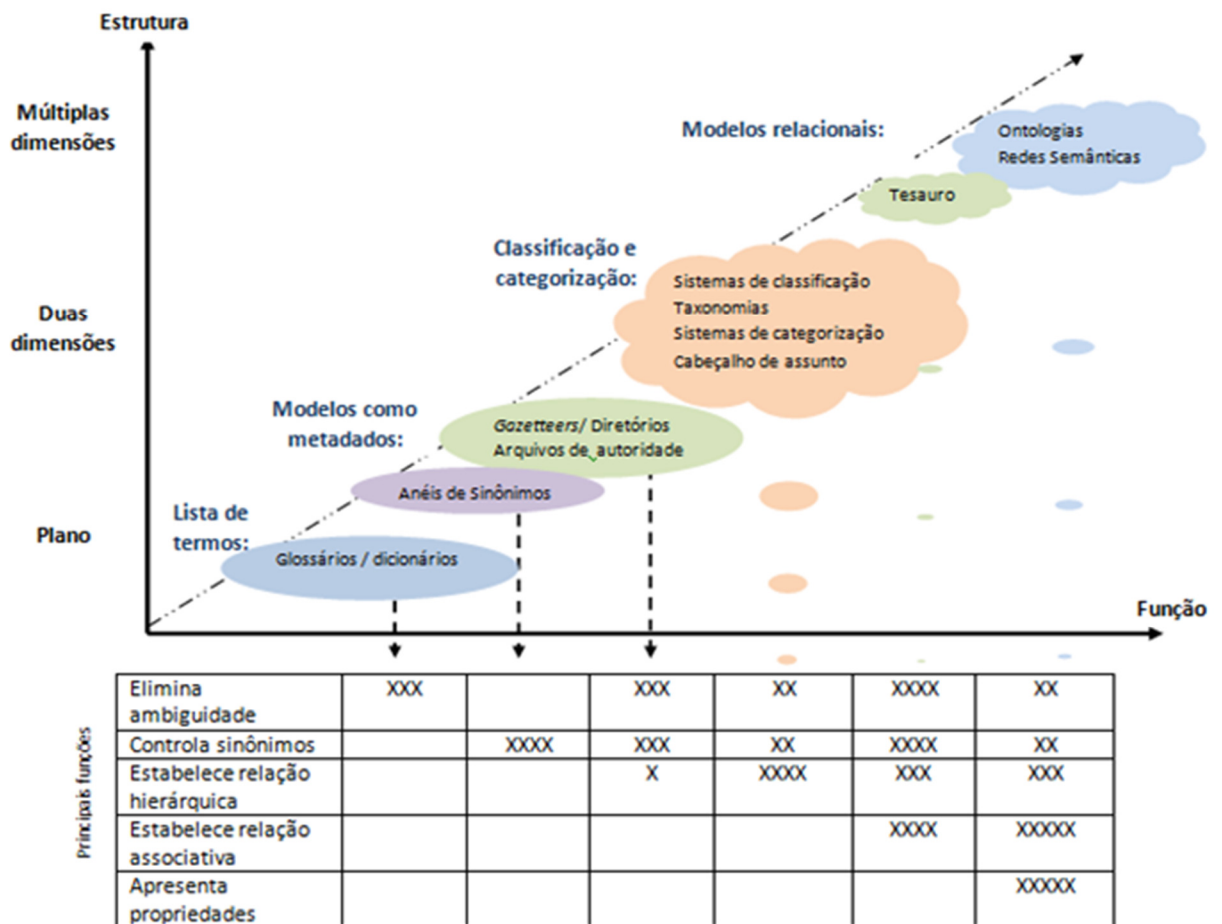 Estrutura
Múltiplas
dimensões
Modelos relacionais:
Ontologias
Redes Semânticas
Tesauro
Classificação e
categorização:
Sistemas de classificação
Taxonomias
Sistemas de categorização
Cabeçalho de assunto
Duas
dimensões
Modelos como
metadados:
Gazetteers/ Diretórios
Arquivos de autoridade
Anéis de Sinônimos
Lista de
termos:
Plano
Glossários / dicionários
Função
Principais funções
Elimina XXX XXX XX XXXX XX
ambiguidade
Controla sinônimos XXXX XXX XX XXXX XX
Estabelece relação X XXXX XXX XXX
hierárquica
Estabelece relação XXXX XXXXX
associativa
Apresenta XXXXX
propriedades